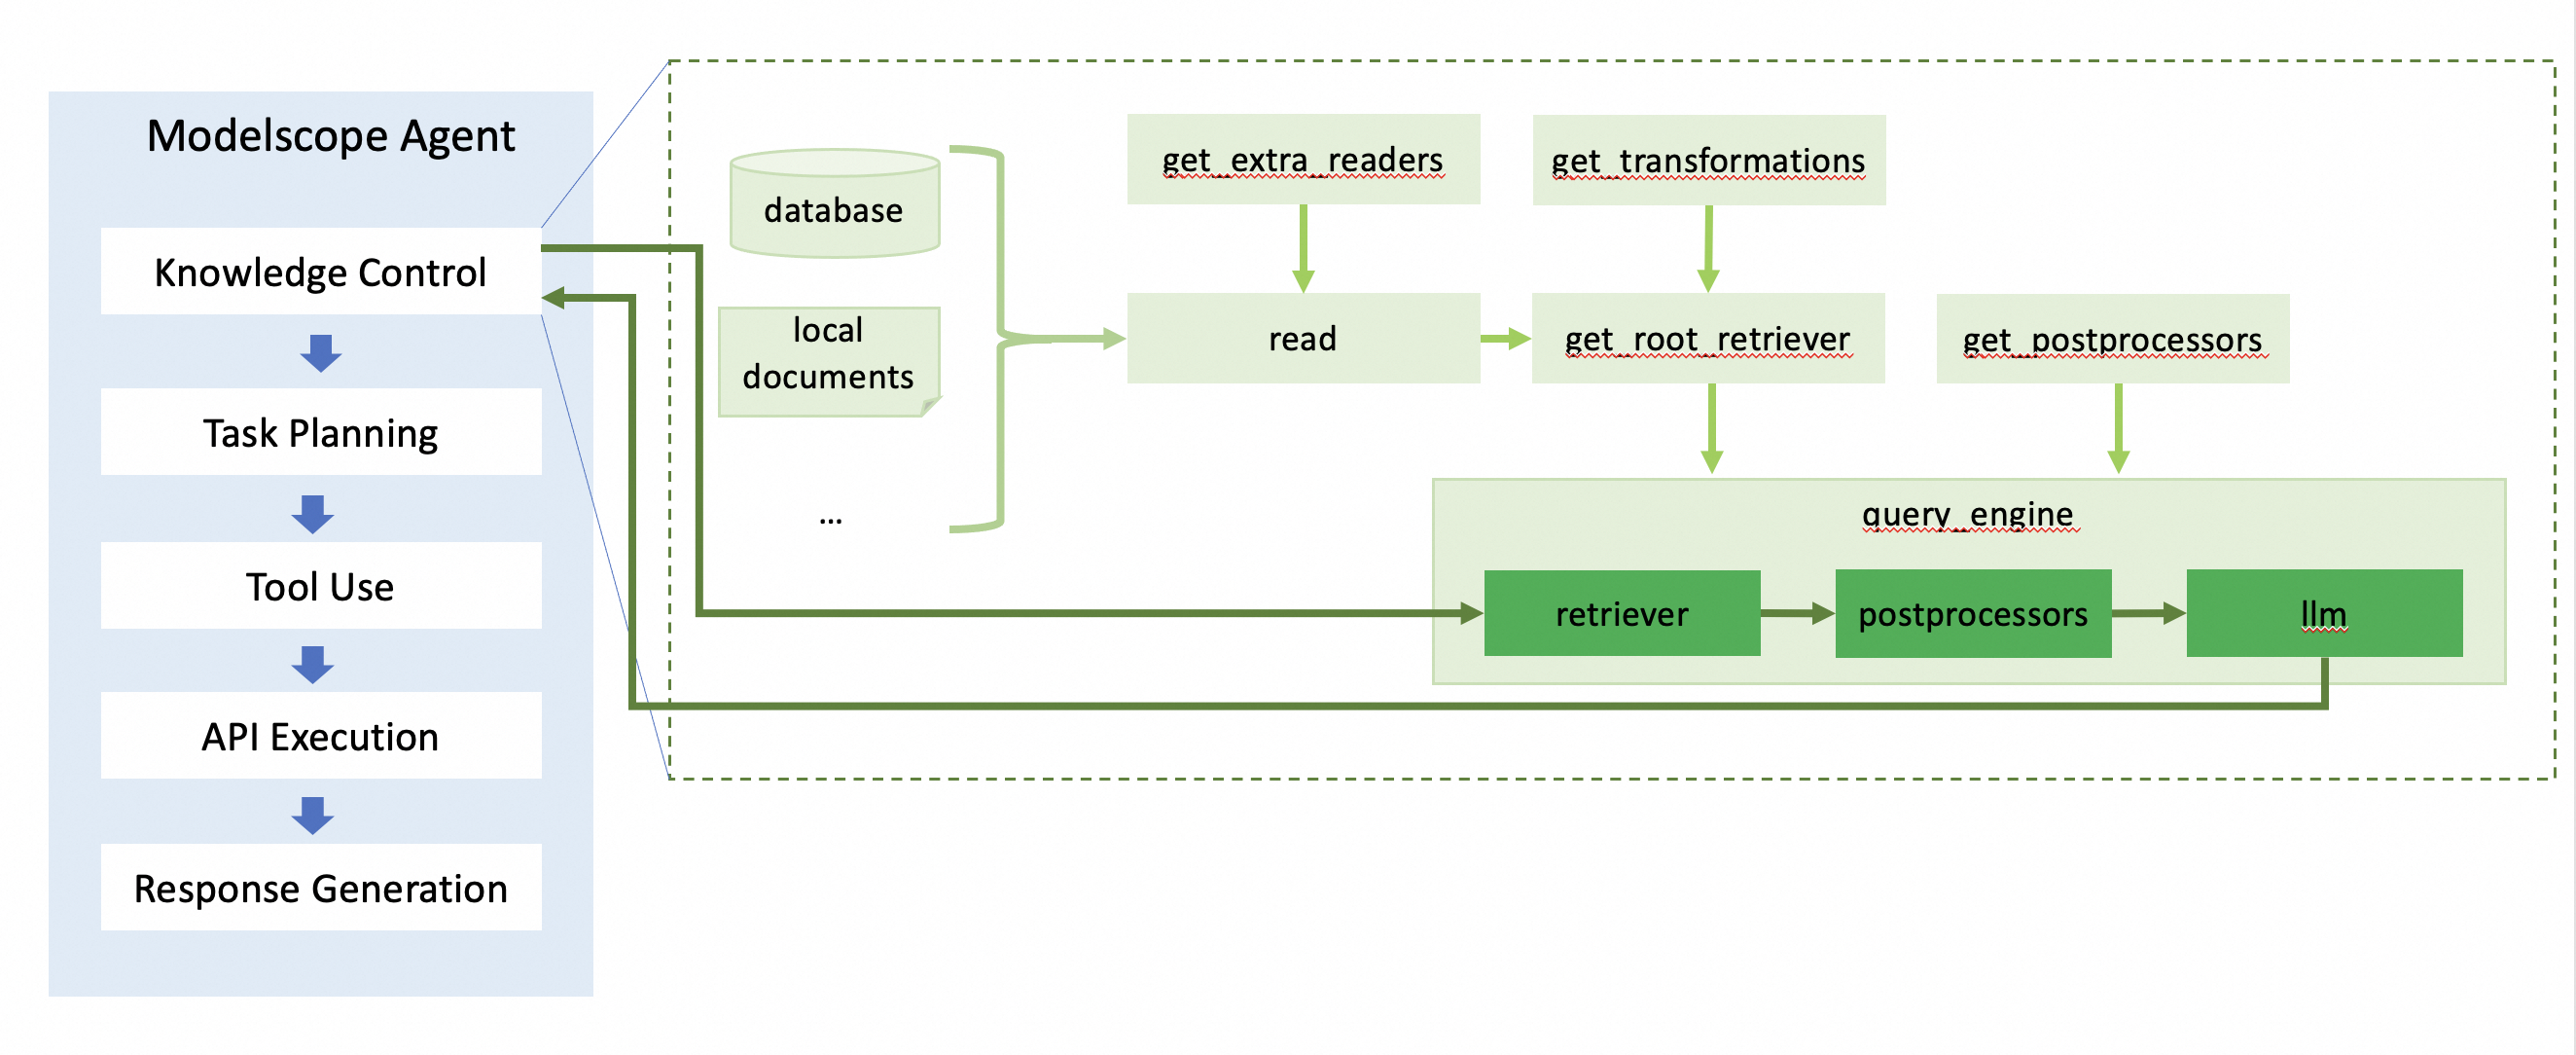 Modelscope Agent
Knowledge Control
Task Planning
Tool Use
API Execution
Response Generation
database
local
documents
...
get_extra_readers
get_transformations
read
get_root_retriever
get_postprocessors
query_engine
retriever
postprocessors
llm